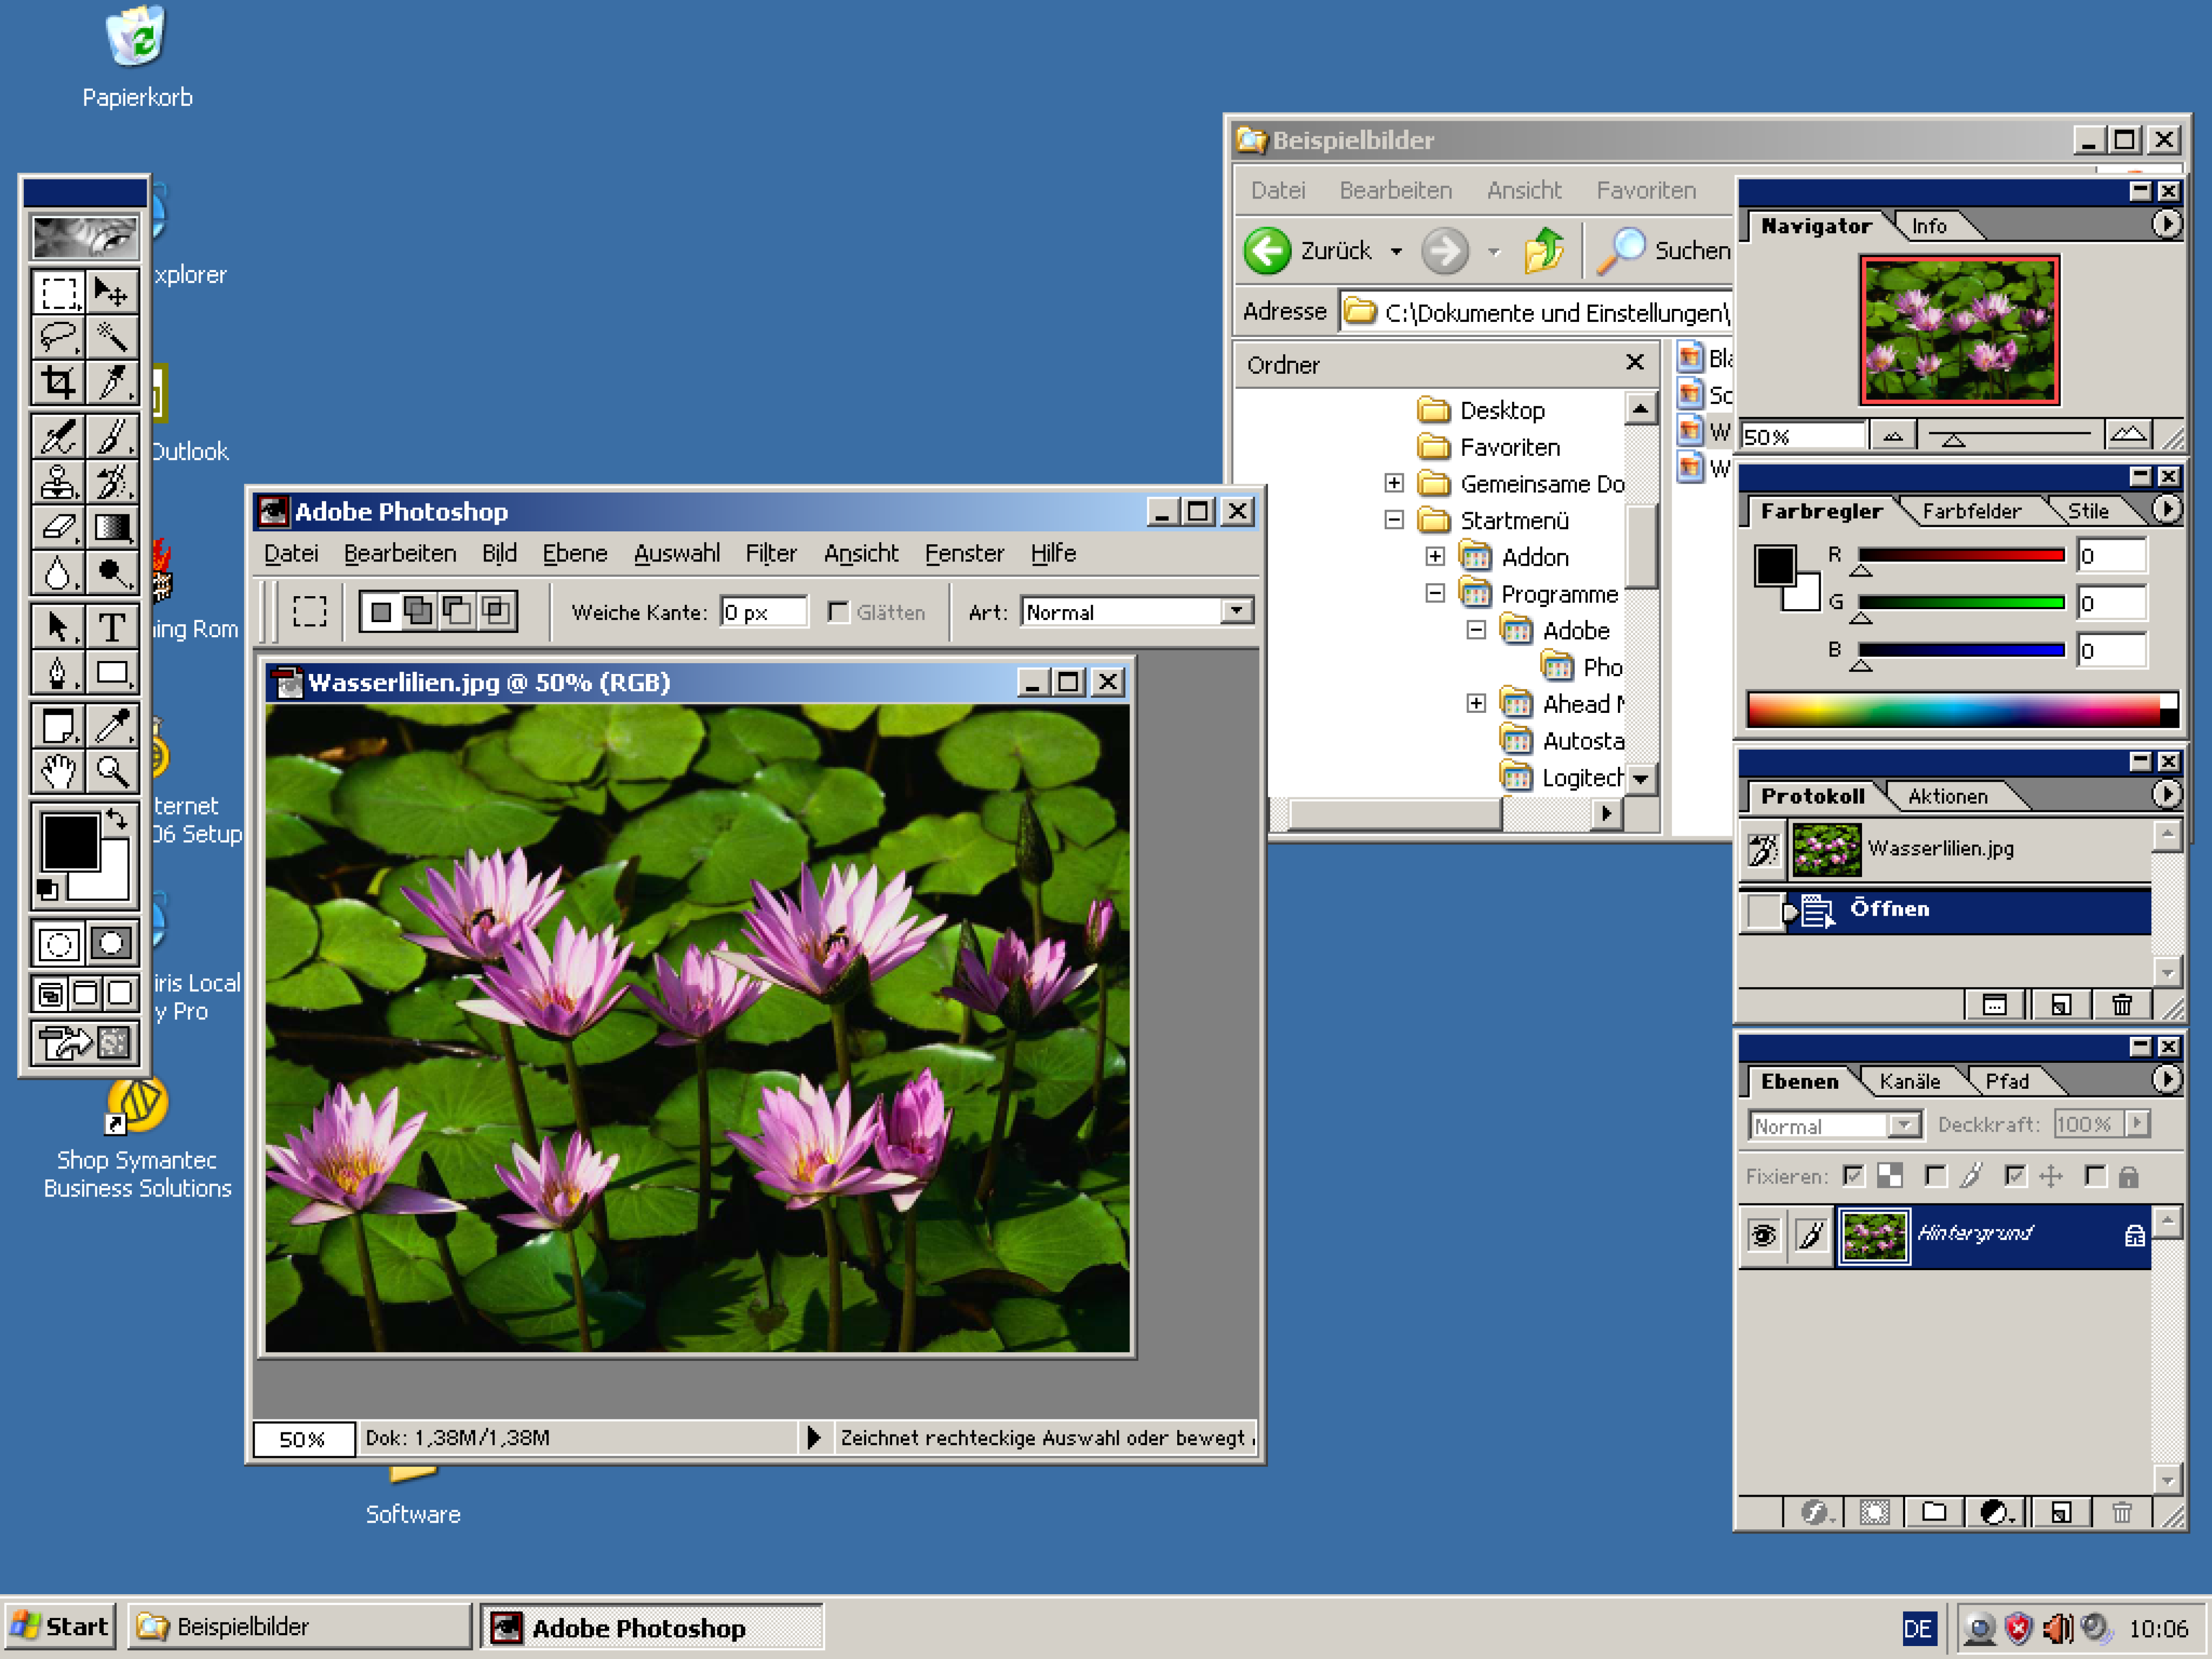 Papierkorb
xplorer
Outlook
ing Rom
ternet
06 Setup
iris Local
y Pro
Shop Symantec
Business Solutions
Software
Beispielbilder
Datei Bearbeiten Ansicht Favoriten
Zurück Suchen
Adresse C:\Dokumente und Einstellungen\
Ordner
Desktop
Favoriten
Gemeinsame Do
Startmenü
Addon
Programme
Adobe
Pho
Ahead
Autosta
Logitech
Bla
Sc
W
W
Adobe Photoshop
Datei Bearbeiten Bild Ebene Auswahl Filter Ansicht Fenster Hilfe
Weiche Kante: 0 px Glätten Art: Normal
Wasserlilien.jpg @ 50% (RGB)
50% Dok: 1,38M/1,38M Zeichnet rechteckige Auswahl oder bewegt
Navigator Info
50%
Farbregler Farbfelder Stile
R 0
G 0
B 0
Protokoll Aktionen
Wasserlilien.jpg
Öffnen
Ebenen Kanäle Pfad
Normal Deckkraft: 100%
Fixieren:
Hintergrund
Start Beispielbilder Adobe Photoshop DE 10:06